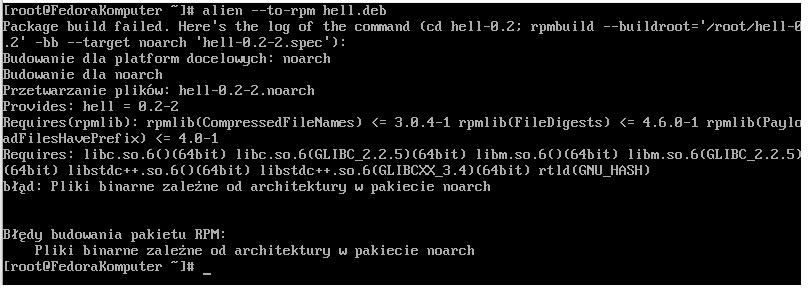 [root@FedoraKomputer ~]# alien --to-rpm hell.deb
Package build failed. Here's the log of the command (cd hell-0.2; rpmbuild --buildroot='/root/hell-0
.2' -bb --target noarch 'hell-0.2-2.spec'):
Budowanie dla platform docelowych: noarch
Budowanie dla noarch
Przetwarzanie plików: hell-0.2-2.noarch
Provides: hell = 0.2-2
Requires(rpmlib): rpmlib(CompressedFileNames) <= 3.0.4-1 rpmlib(FileDigests) <= 4.6.0-1 rpmlib(Paylo
adFilesHavePrefix) <= 4.0-1
Requires: libc.so.6()(64bit) libc.so.6(GLIBC_2.2.5)(64bit) libm.so.6()(64bit) libm.so.6(GLIBC_2.2.5)
(64bit) libstdc++.so.6()(64bit) libstdc++.so.6(GLIBCXX_3.4)(64bit) rtld(GNU_HASH)
błąd: Pliki binarne zależne od architektury w pakiecie noarch
Błędy budowania pakietu RPM:
    Pliki binarne zależne od architektury w pakiecie noarch
[root@FedoraKomputer ~]# _